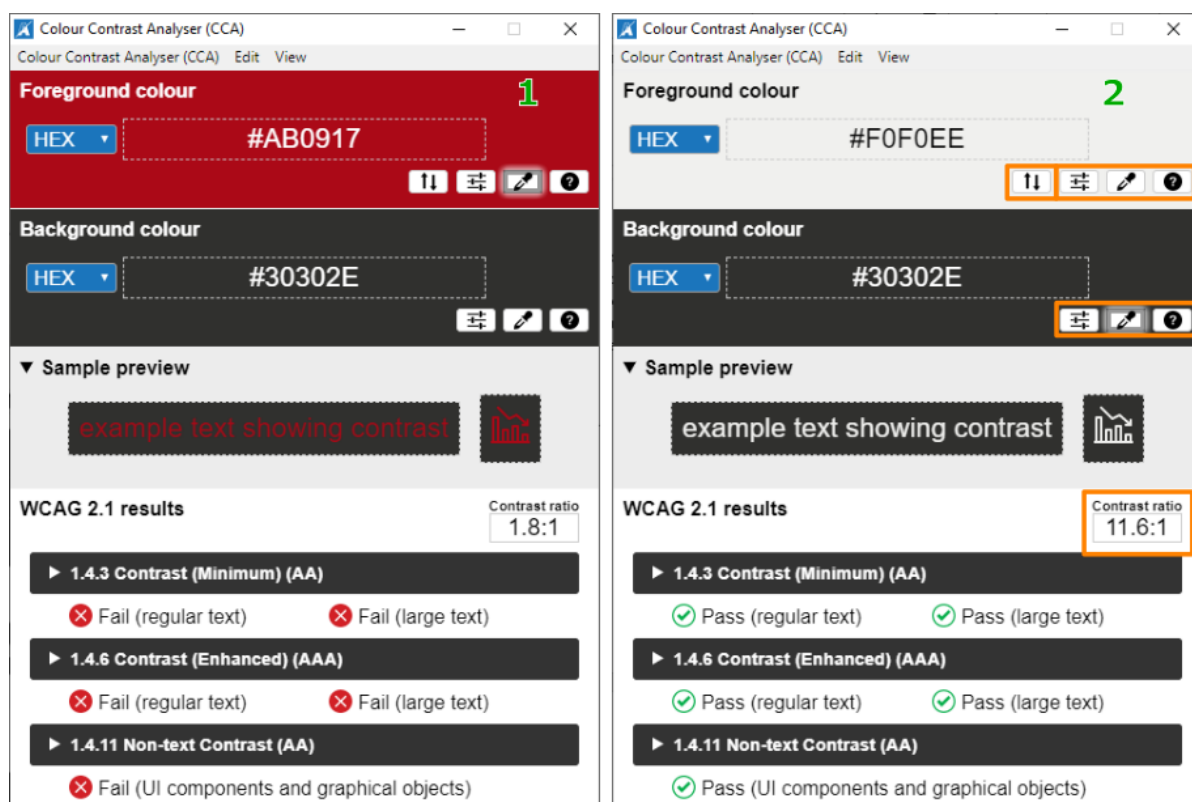 Colour Contrast Analyser (CCA)
Colour Contrast Analyser (CCA) Edit View
Foreground colour 1
HEX #AB0917
Background colour
HEX #30302E
Sample preview
example text showing contrast
WCAG 2.1 results
Contrast ratio
1.8:1
1.4.3 Contrast (Minimum) (AA)
Fail (regular text) Fail (large text)
1.4.6 Contrast (Enhanced) (AAA)
Fail (regular text) Fail (large text)
1.4.11 Non-text Contrast (AA)
Fail (UI components and graphical objects)
Colour Contrast Analyser (CCA)
Colour Contrast Analyser (CCA) Edit View
Foreground colour 2
HEX #F0F0EE
Background colour
HEX #30302E
Sample preview
example text showing contrast
WCAG 2.1 results
Contrast ratio
11.6:1
1.4.3 Contrast (Minimum) (AA)
Pass (regular text) Pass (large text)
1.4.6 Contrast (Enhanced) (AAA)
Pass (regular text) Pass (large text)
1.4.11 Non-text Contrast (AA)
Pass (UI components and graphical objects)